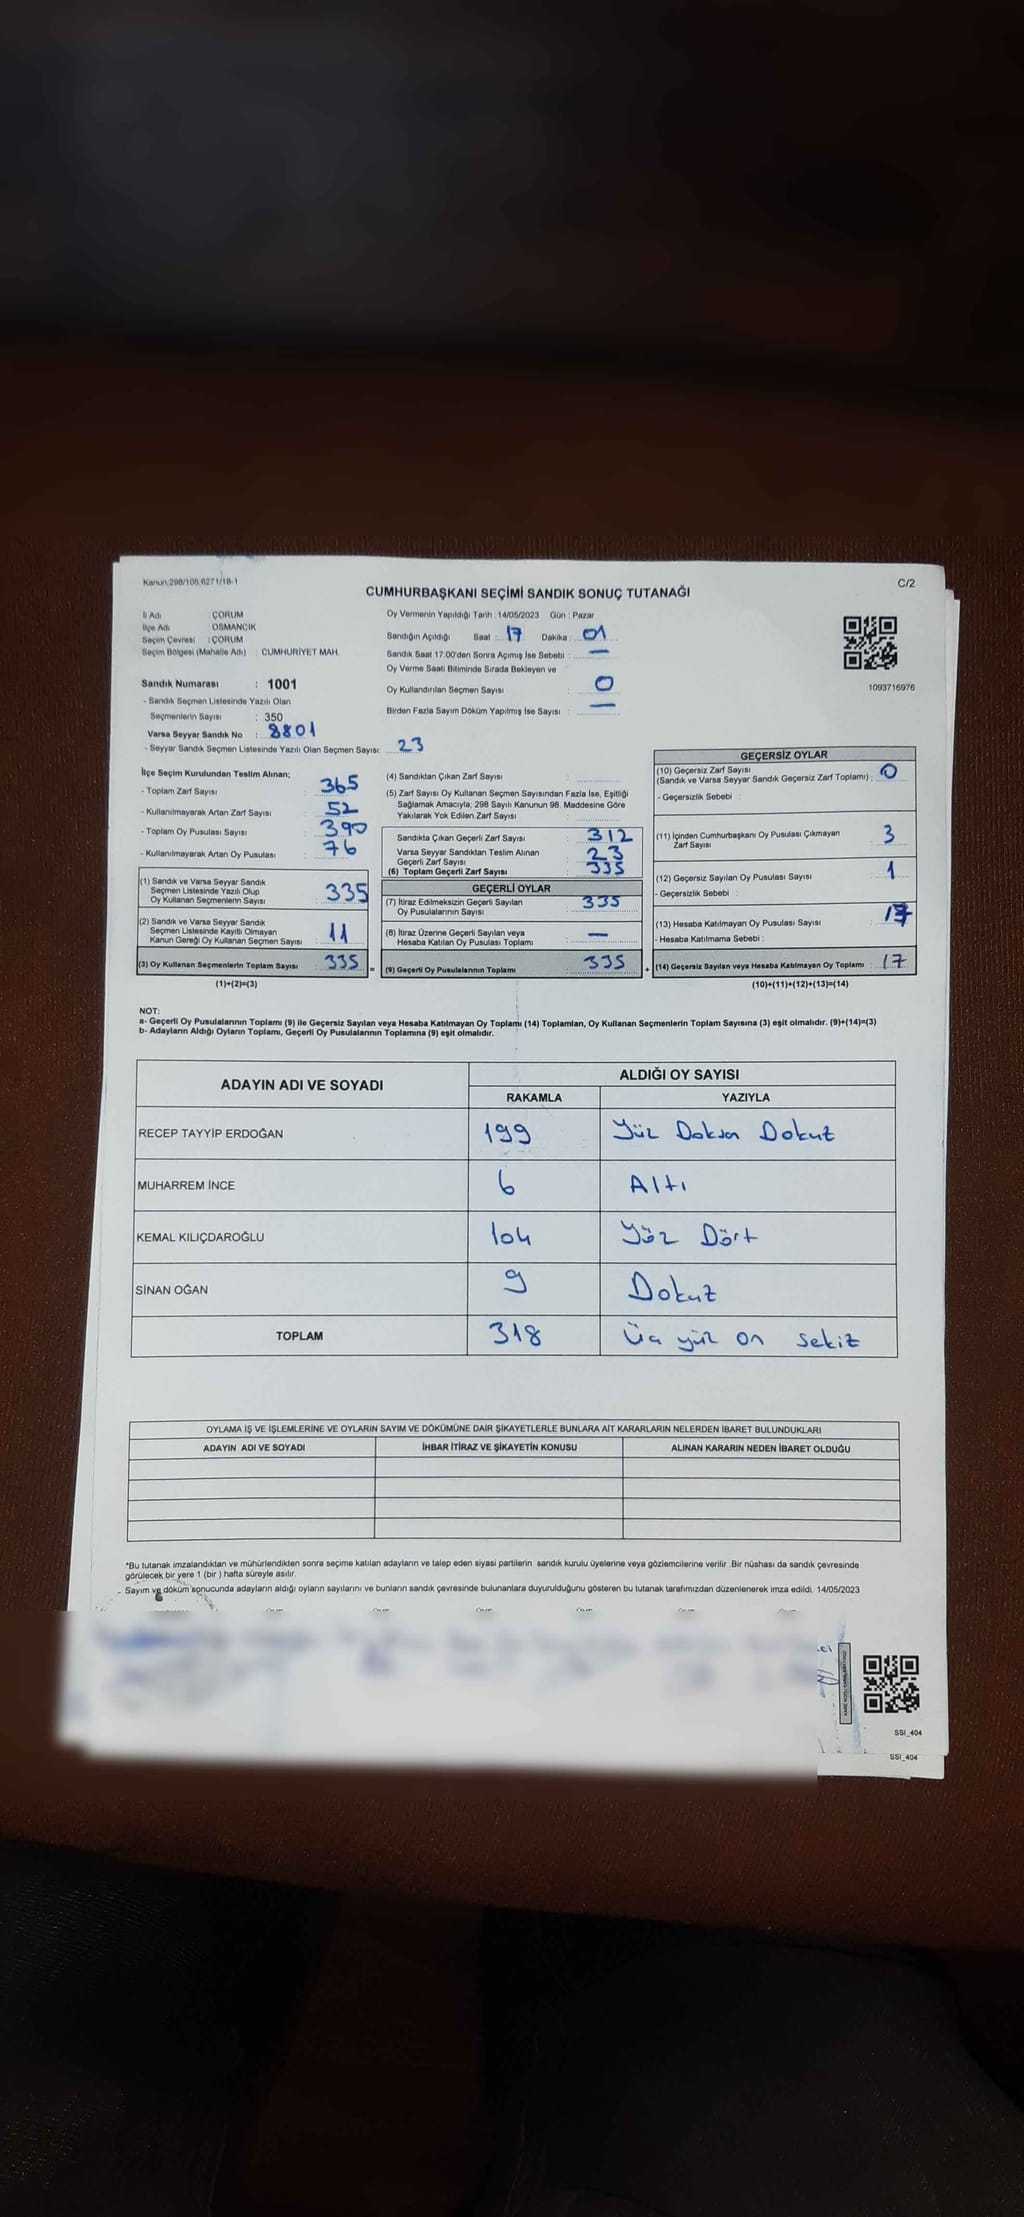 Kanun:298/105,6271/18-1
C/2
CUMHURBAŞKANI SEÇİMİ SANDIK SONUÇ TUTANAĞI
İl Adı : ÇORUM
İlçe Adı : OSMANCIK
Seçim Çevresi : ÇORUM
Seçim Bölgesi (Mahalle Adı) : CUMHURİYET MAH.
Oy Vermenin Yapıldığı Tarih : 14/05/2023 Gün : Pazar
Sandığın Açıldığı Saat : 17 Dakika : 01
Sandık Saat 17:00'den Sonra Açımış İse Sebebi : —
Oy Verme Saati Bitiminde Sırada Bekleyen ve
Oy Kullandırılan Seçmen Sayısı : 0
Birden Fazla Sayım Döküm Yapılmış İse Sayısı : —
1093716976
Sandık Numarası : 1001
- Sandık Seçmen Listesinde Yazılı Olan
Seçmenlerin Sayısı : 350
Varsa Seyyar Sandık No : 8801
- Seyyar Sandık Seçmen Listesinde Yazılı Olan Seçmen Sayısı: 23
İlçe Seçim Kurulundan Teslim Alınan;
- Toplam Zarf Sayısı : 365
- Kullanılmayarak Artan Zarf Sayısı : 52
- Toplam Oy Pusulası Sayısı : 390
- Kullanılmayarak Artan Oy Pusulası : 76
(1) Sandık ve Varsa Seyyar Sandık
Seçmen Listesinde Yazılı Olup
Oy Kullanan Seçmenlerin Sayısı : 335
(2) Sandık ve Varsa Seyyar Sandık
Seçmen Listesinde Kayıtlı Olmayan
Kanun Gereği Oy Kullanan Seçmen Sayısı : 11
(3) Oy Kullanan Seçmenlerin Toplam Sayısı : 335 =
(1)+(2)=(3)
(4) Sandıktan Çıkan Zarf Sayısı :
(5) Zarf Sayısı Oy Kullanan Seçmen Sayısından Fazla İse, Eşitliği
Sağlamak Amacıyla; 298 Sayılı Kanunun 98. Maddesine Göre
Yakılarak Yok Edilen Zarf Sayısı :
Sandıkta Çıkan Geçerli Zarf Sayısı : 312
Varsa Seyyar Sandıktan Teslim Alınan
Geçerli Zarf Sayısı : 23
(6) Toplam Geçerli Zarf Sayısı : 335
GEÇERLİ OYLAR
(7) İtiraz Edilmeksizin Geçerli Sayılan
Oy Pusulalarının Sayısı : 335
(8) İtiraz Üzerine Geçerli Sayılan veya
Hesaba Katılan Oy Pusulası Toplamı : —
(9) Geçerli Oy Pusulalarının Toplamı : 335 +
GEÇERSİZ OYLAR
(10) Geçersiz Zarf Sayısı
(Sandık ve Varsa Seyyar Sandık Geçersiz Zarf Toplamı) : 0
- Geçersizlik Sebebi :
(11) İçinden Cumhurbaşkanı Oy Pusulası Çıkmayan
Zarf Sayısı : 3
(12) Geçersiz Sayılan Oy Pusulası Sayısı : 1
- Geçersizlik Sebebi :
(13) Hesaba Katılmayan Oy Pusulası Sayısı :
- Hesaba Katılmama Sebebi :
(14) Geçersiz Sayılan veya Hesaba Katılmayan Oy Toplamı : 17
(10)+(11)+(12)+(13)=(14)
NOT:
a- Geçerli Oy Pusulalarının Toplamı (9) ile Geçersiz Sayılan veya Hesaba Katılmayan Oy Toplamı (14) Toplamları, Oy Kullanan Seçmenlerin Toplam Sayısına (3) eşit olmalıdır. (9)+(14)=(3)
b- Adayların Aldığı Oyların Toplamı, Geçerli Oy Pusulalarının Toplamına (9) eşit olmalıdır.
ADAYIN ADI VE SOYADI ALDIĞI OY SAYISI
RAKAMLA YAZIYLA
RECEP TAYYİP ERDOĞAN 199 Yüz Doksan Dokuz
MUHARREM İNCE 6 Altı
KEMAL KILIÇDAROĞLU 104 Yüz Dört
SİNAN OĞAN 9 Dokuz
TOPLAM 318 Üç yüz on sekiz
OYLAMA İŞ VE İŞLEMLERİNE VE OYLARIN SAYIM VE DÖKÜMÜNE DAİR ŞİKAYETLERLE BUNLARA AİT KARARLARIN NELERDEN İBARET BULUNDUKLARI
ADAYIN ADI VE SOYADI İHBAR İTİRAZ VE ŞİKAYETİN KONUSU ALINAN KARARIN NEDEN İBARET OLDUĞU
*Bu tutanak imzalandıktan ve mühürlendikten sonra seçime katılan adayların ve talep eden siyasi partilerin sandık kurulu üyelerine veya gözlemcilerine verilir .Bir nüshası da sandık çevresinde
görülecek bir yere 1 (bir ) hafta süreyle asılır.
- Sayım ve döküm sonucunda adayların aldığı oyların sayılarını ve bunların sandık çevresinde bulunanlara duyurulduğunu gösteren bu tutanak tarafımızdan düzenlenerek imza edildi. 14/05/2023
SSI_404
SSI_404